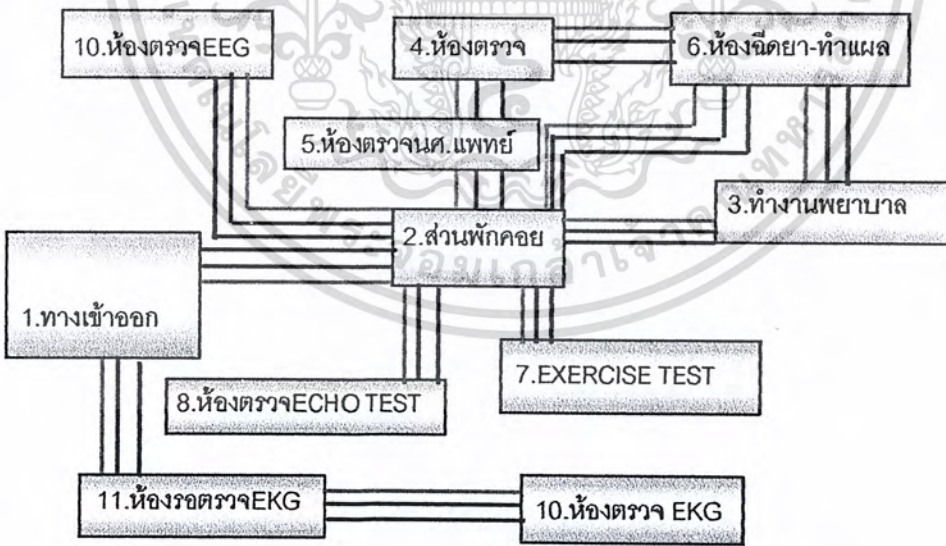 10.ห้องตรวจEEG
4.ห้องตรวจ
6.ห้องฉีดยา-ทำแผล
5.ห้องตรวจนศ.แพทย์
3.ทำงานพยาบาล
2.ส่วนพักคอย
1.ทางเข้าออก
7.EXERCISE TEST
8.ห้องตรวจECHO TEST
11.ห้องรอตรวจEKG
10.ห้องตรวจ EKG